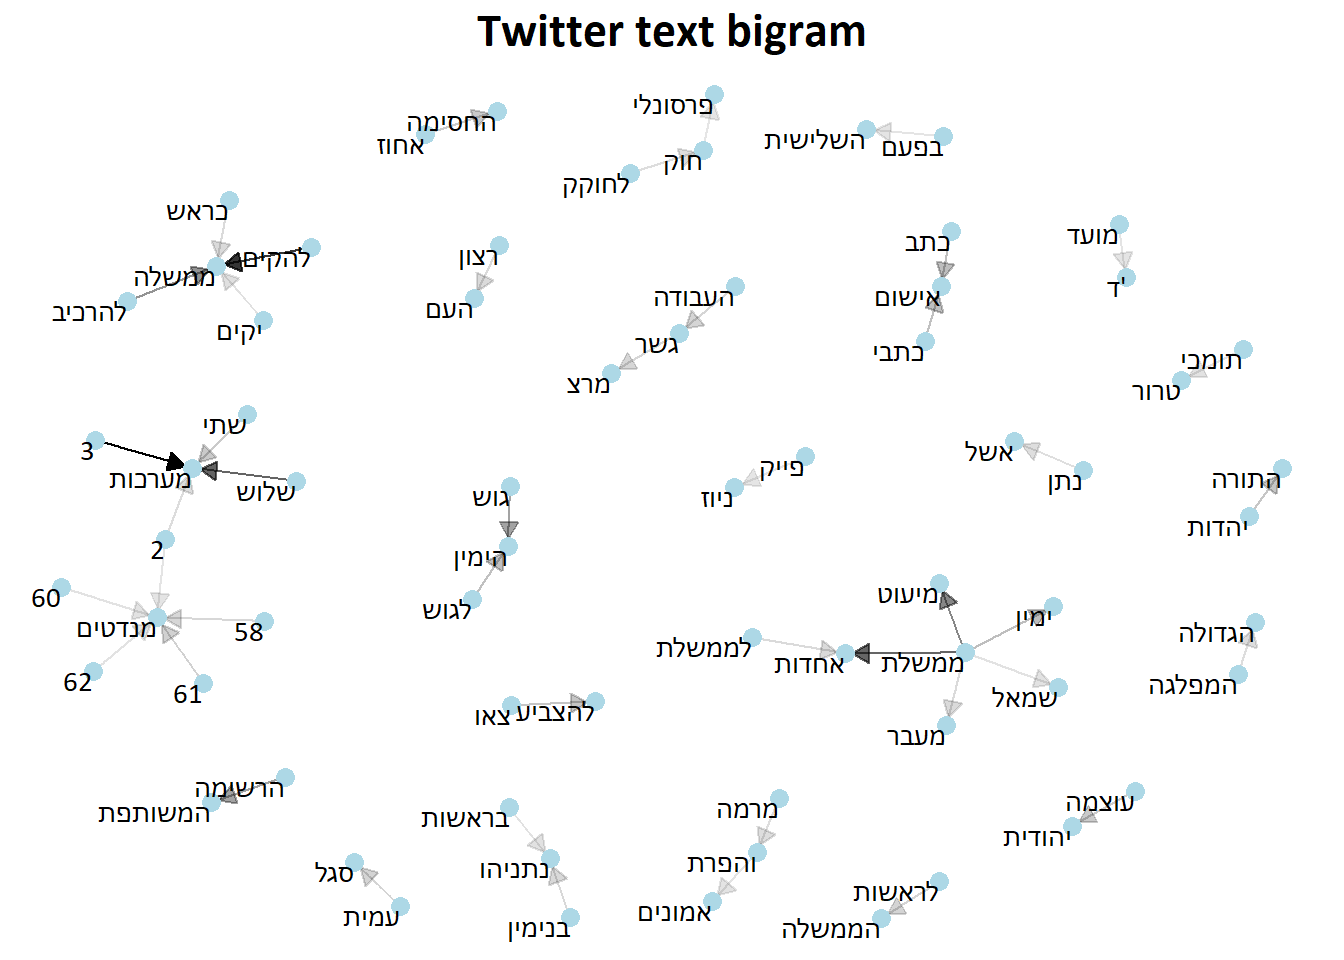 Twitter text bigram
פרסונלי
החסימה
אחוז
השלישית
בפעם
חוק
לחוקק
בראש
מועד
כתב
להקים
רצון
ממשלה
יד
העבודה
אישום
העם
להרכיב
יקים
גשר
כתבי
תומכי
מרצ
טרור
שתי
3
אשל
פייק
מערכות
התורה
נתן
שלוש
גוש
ניוז
יהדות
2
הימין
מיעוט
60
לגוש
ימין
מנדטים
58
הגדולה
לממשלת
אחדות
ממשלת
62
המפלגה
61
שמאל
להצביע
צאו
מעבר
הרשימה
עוצמה
מרמה
המשותפת
בראשות
יהודית
והפרת
נתניהו
סגל
לראשות
אמונים
עמית
בנימין
הממשלה